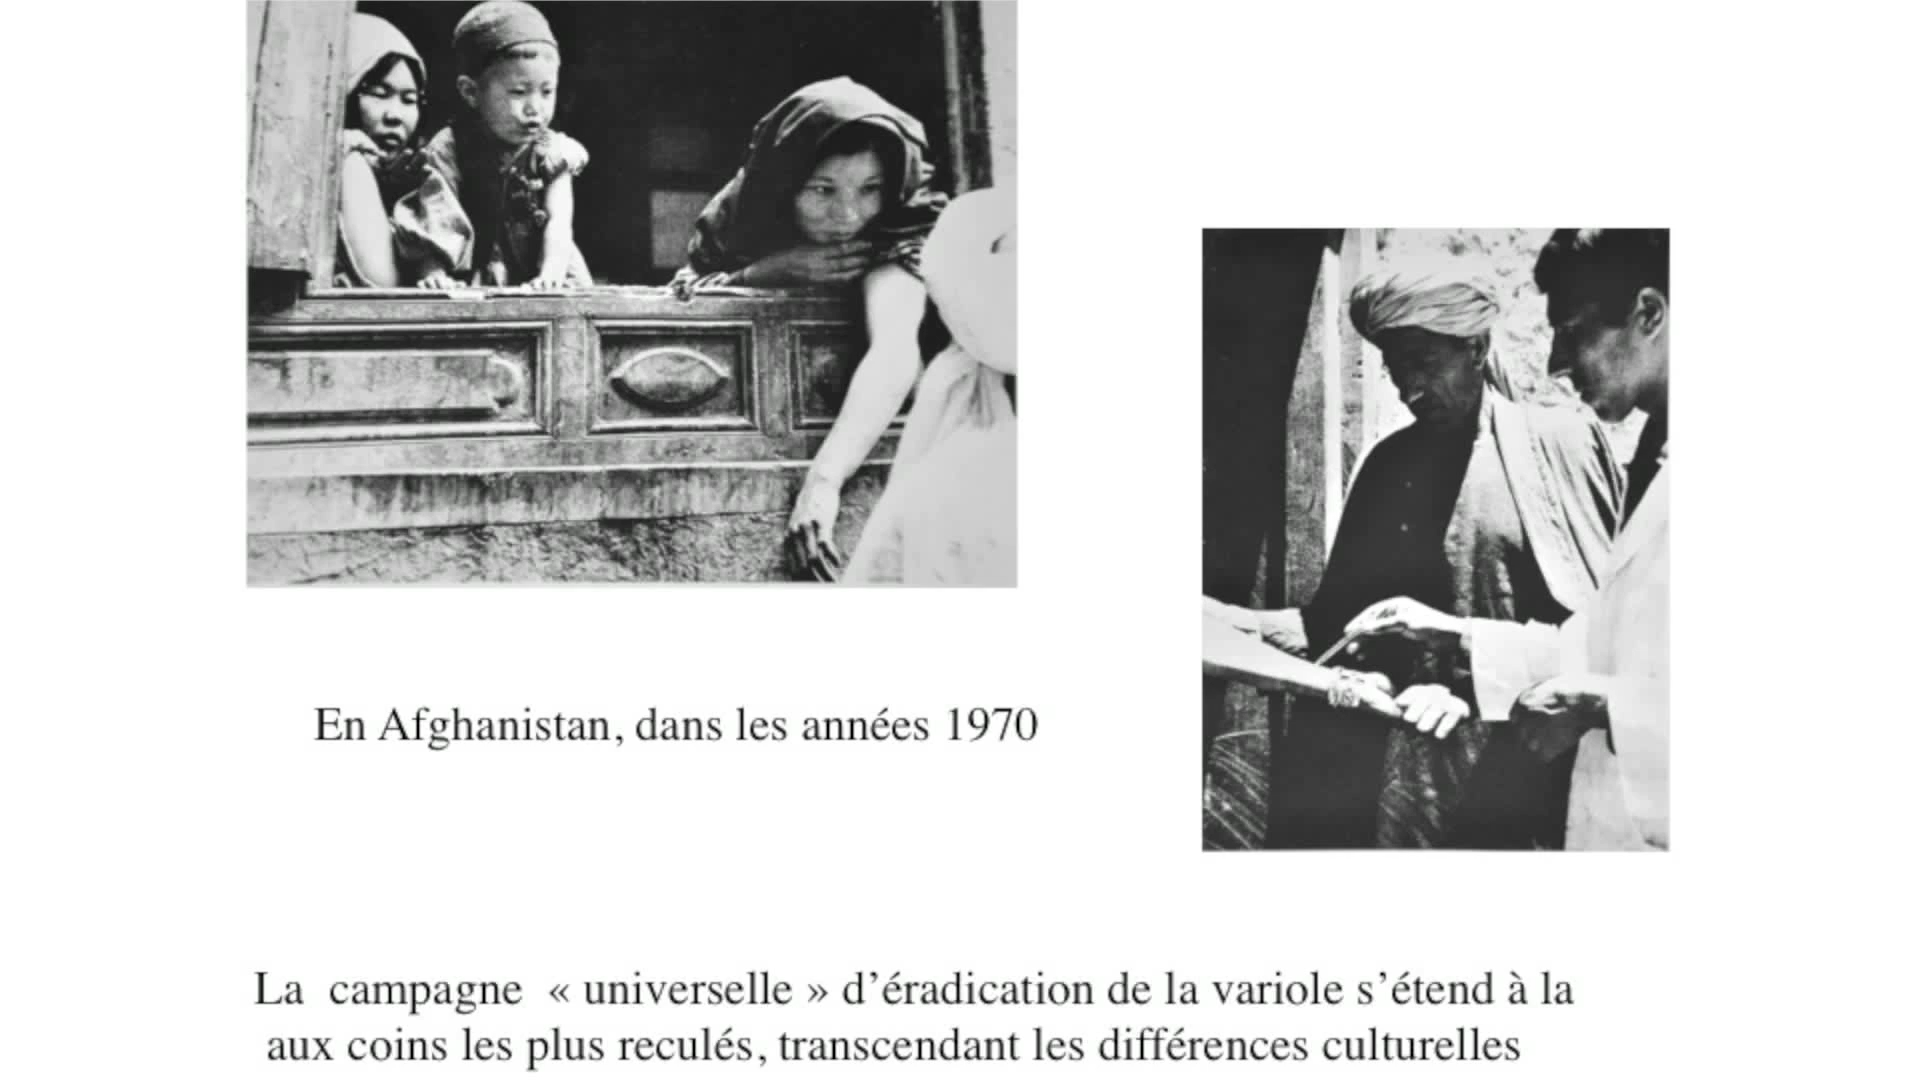 En Afghanistan, dans les années 1970
La campagne « universelle » d’éradication de la variole s’étend à la
aux coins les plus reculés, transcendant les différences culturelles